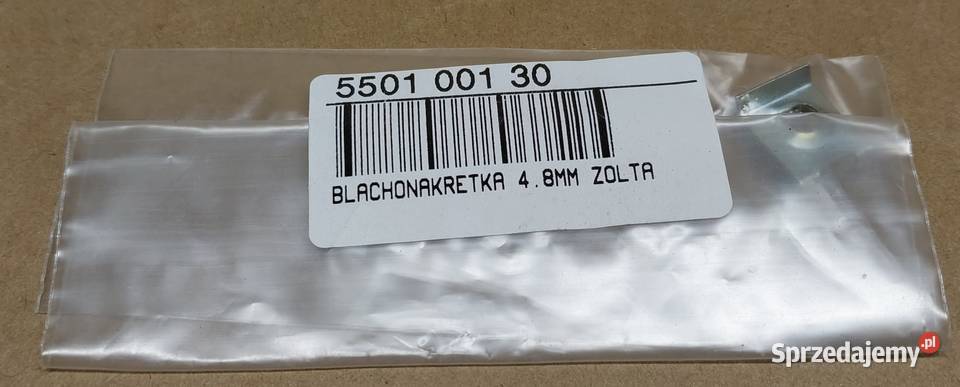 5501 001 30
BLACHONAKRETKA 4.8MM ZOLTA
Sprzedajemy.pl